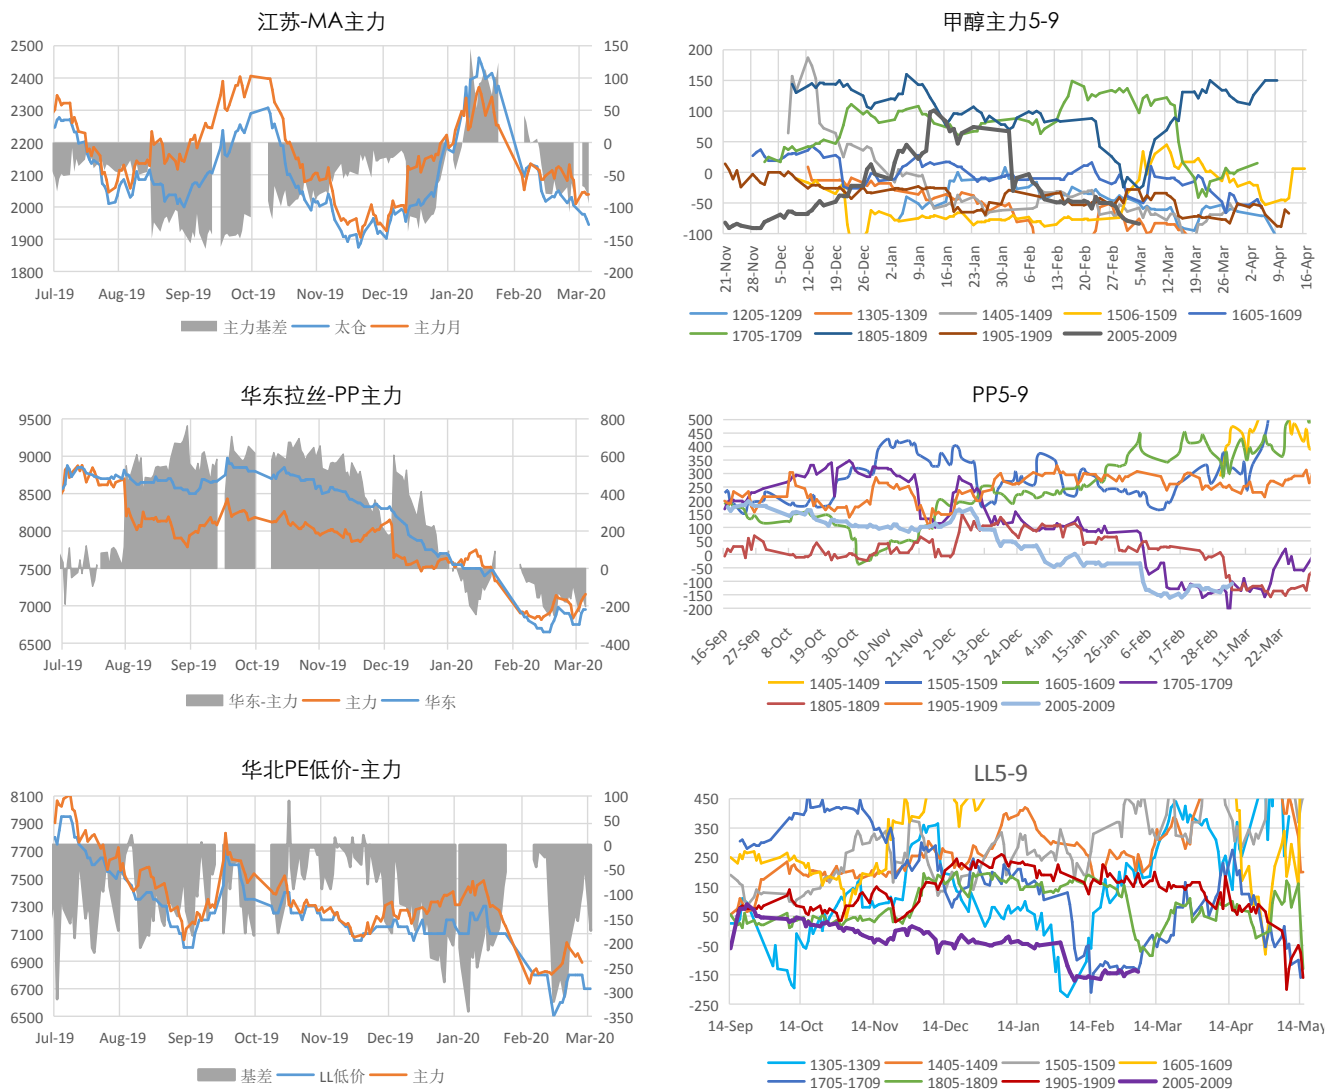 江苏-MA主力
2500 2400 2300 2200 2100 2000 1900 1800
150 100 50 0 -50 -100 -150 -200
Jul-19 Aug-19 Sep-19 Oct-19 Nov-19 Dec-19 Jan-20 Feb-20 Mar-20
主力基差 太仓 主力月
甲醇主力5-9
200 150 100 50 0 -50 -100
21-Nov 28-Nov 5-Dec 12-Dec 19-Dec 26-Dec 2-Jan 9-Jan 16-Jan 23-Jan 30-Jan 6-Feb 13-Feb 20-Feb 27-Feb 5-Mar 12-Mar 19-Mar 26-Mar 2-Apr 9-Apr 16-Apr
1205-1209 1305-1309 1405-1409 1506-1509 1605-1609
1705-1709 1805-1809 1905-1909 2005-2009
华东拉丝-PP主力
9500 9000 8500 8000 7500 7000 6500
800 600 400 200 0 -200 -400
Jul-19 Aug-19 Sep-19 Oct-19 Nov-19 Dec-19 Jan-20 Feb-20 Mar-20
华东-主力 主力 华东
PP5-9
500 450 400 350 300 250 200 150 100 50 0 -50 -100 -150 -200
16-Sep 27-Sep 8-Oct 19-Oct 30-Oct 10-Nov 21-Nov 2-Dec 13-Dec 24-Dec 4-Jan 15-Jan 26-Jan 6-Feb 17-Feb 28-Feb 11-Mar 22-Mar
1405-1409 1505-1509 1605-1609 1705-1709
1805-1809 1905-1909 2005-2009
华北PE低价-主力
8100 7900 7700 7500 7300 7100 6900 6700 6500
100 50 0 -50 -100 -150 -200 -250 -300 -350
Jul-19 Aug-19 Sep-19 Oct-19 Nov-19 Dec-19 Jan-20 Feb-20 Mar-20
基差 LL低价 主力
LL5-9
450 350 250 150 50 -50 -150 -250
14-Sep 14-Oct 14-Nov 14-Dec 14-Jan 14-Feb 14-Mar 14-Apr 14-May
1305-1309 1405-1409 1505-1509 1605-1609
1705-1709 1805-1809 1905-1909 2005-2009